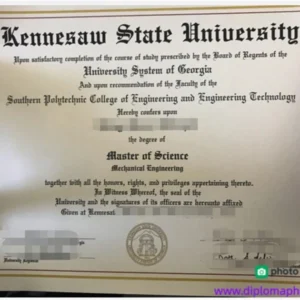 Kennesaw State University
Upon satisfactory completion of the course of study prescribed by the Board of Regents of the
University System of Georgia
And upon recommendation of the Faculty of the
Southern Polytechnic College of Engineering and Engineering Technology
Hereby confers upon
the degree of
Master of Science
Mechanical Engineering
together with all the honors, rights, and privileges appertaining thereto.
In Witness Whereof, the seal of the
University and the signatures of its officers are hereunto affixed
Given at Kennesaw,
photo
www.diplomaph